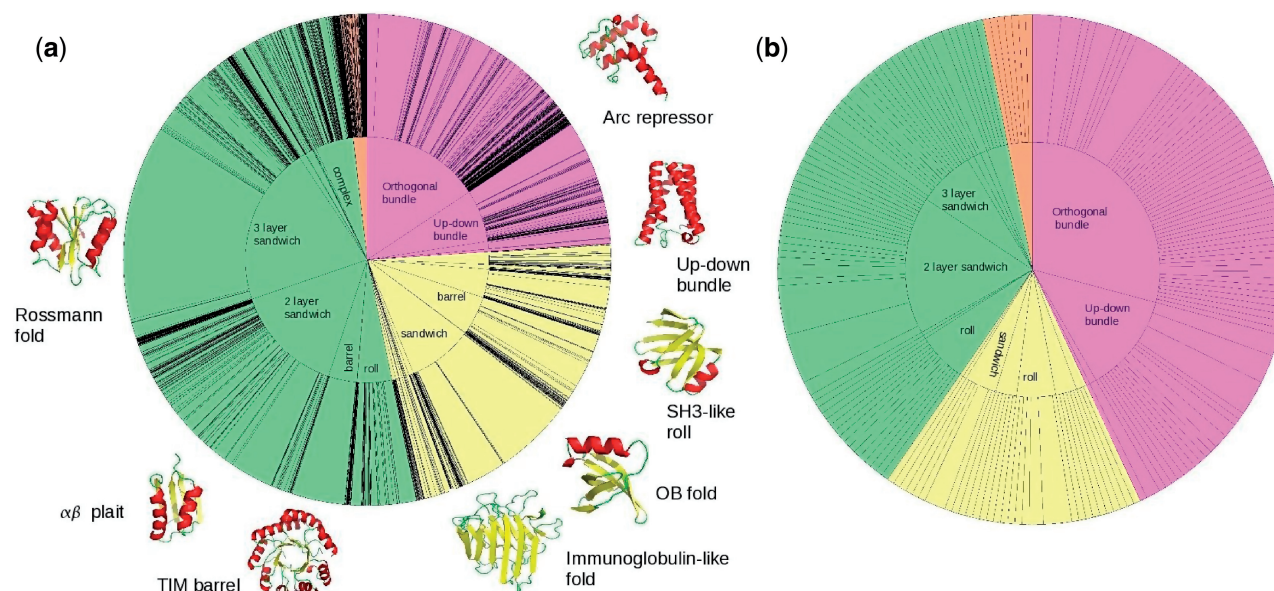 (a)
Arc repressor
Up-down
bundle
SH3-like
roll
OB fold
Immunoglobulin-like
fold
TIM barrel
αβ plait
Rossmann
fold
complex
Orthogonal
bundle
Up-down
bundle
3 layer
sandwich
2 layer
sandwich
barrel
roll
sandwich
barrel
(b)
Orthogonal
bundle
Up-down
bundle
3 layer
sandwich
2 layer sandwich
roll
sandwich
roll